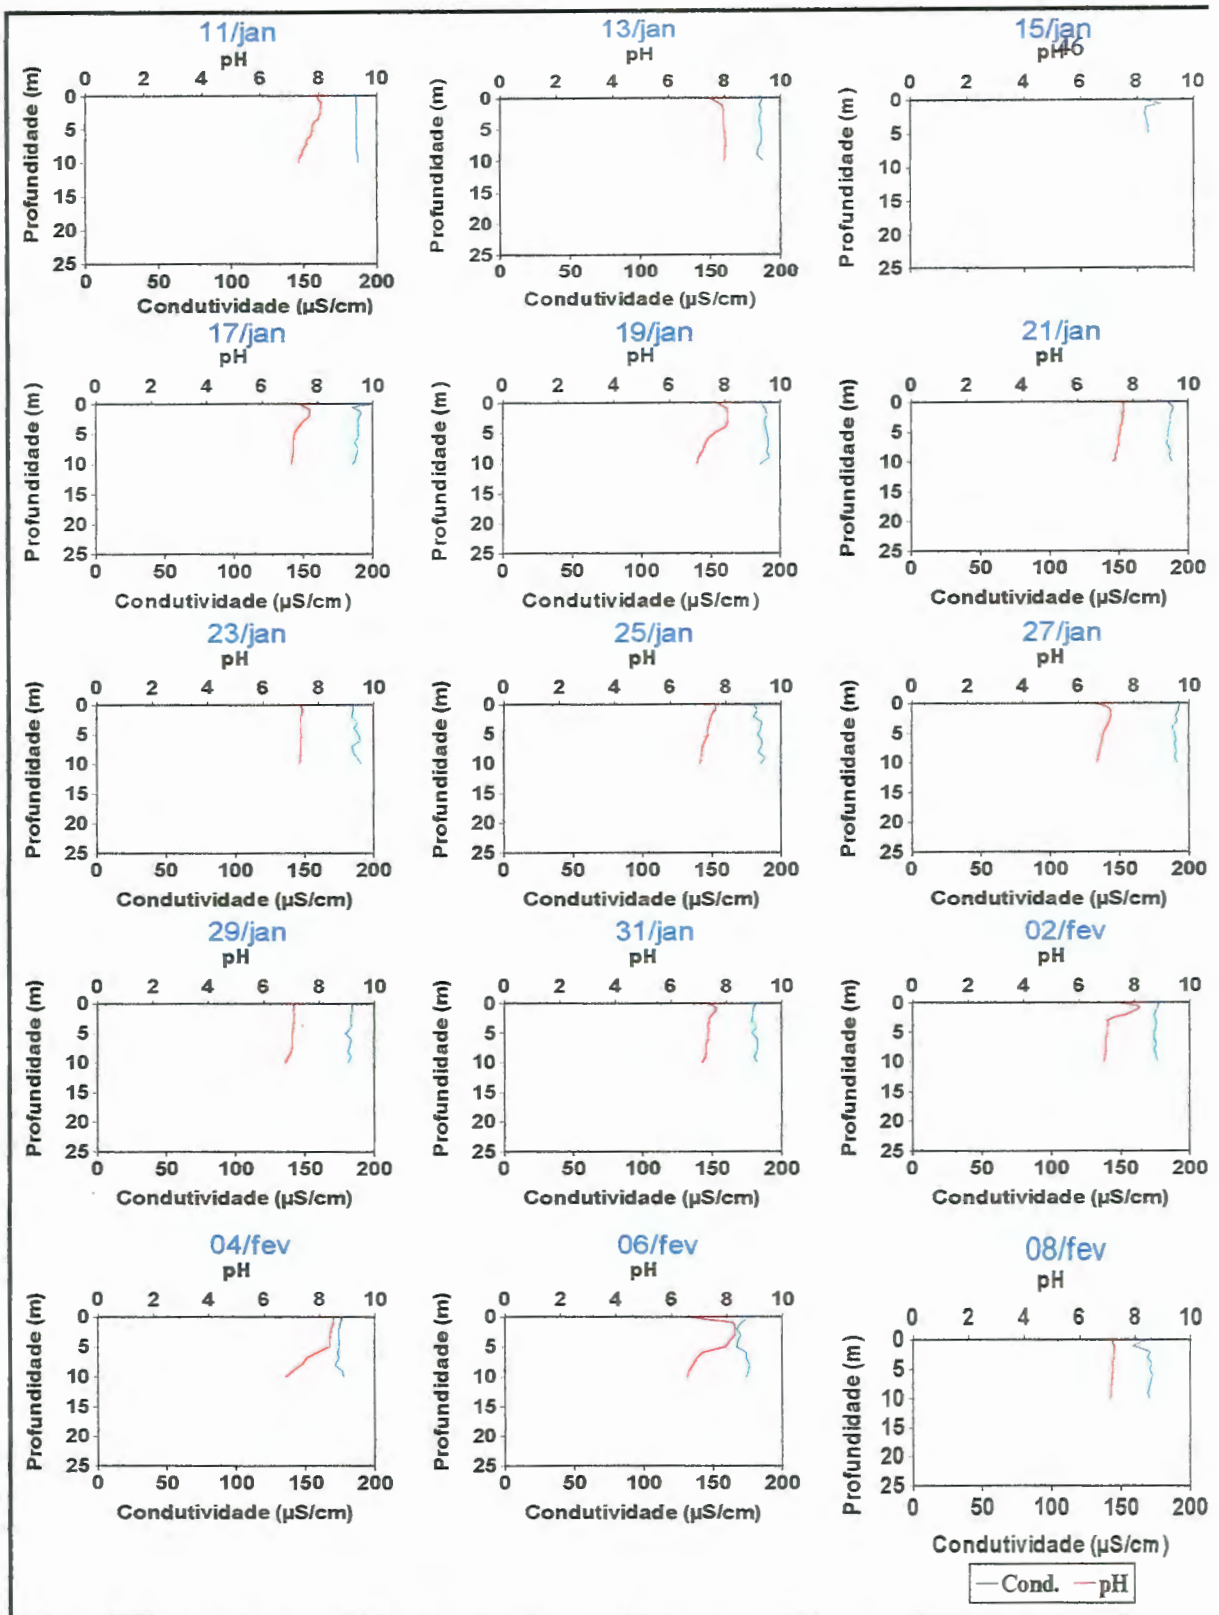 11/jan 13/jan 15/jan
pH pH pH
46
0 2 4 6 8 10 0 2 4 6 8 10 0 2 4 6 8 10
Profundidade (m) Profundidade (m) Profundidade (m)
0 0 0
5 5 5
10 10 10
15 15 15
20 20 20
25 25 25
0 50 100 150 200 0 50 100 150 200
Condutividade (µS/cm) Condutividade (µS/cm)
17/jan 19/jan 21/jan
pH pH pH
0 2 4 6 8 10 0 2 4 6 8 10 0 2 4 6 8 10
Profundidade (m) Profundidade (m) Profundidade (m)
0 0 0
5 5 5
10 10 10
15 15 15
20 20 20
25 25 25
0 50 100 150 200 0 50 100 150 200 0 50 100 150 200
Condutividade (µS/cm) Condutividade (µS/cm) Condutividade (µS/cm)
23/jan 25/jan 27/jan
pH pH pH
0 2 4 6 8 10 0 2 4 6 8 10 0 2 4 6 8 10
Profundidade (m) Profundidade (m) Profundidade (m)
0 0 0
5 5 5
10 10 10
15 15 15
20 20 20
25 25 25
0 50 100 150 200 0 50 100 150 200 0 50 100 150 200
Condutividade (µS/cm) Condutividade (µS/cm) Condutividade (µS/cm)
29/jan 31/jan 02/fev
pH pH pH
0 2 4 6 8 10 0 2 4 6 8 10 0 2 4 6 8 10
Profundidade (m) Profundidade (m) Profundidade (m)
0 0 0
5 5 5
10 10 10
15 15 15
20 20 20
25 25 25
0 50 100 150 200 0 50 100 150 200 0 50 100 150 200
Condutividade (µS/cm) Condutividade (µS/cm) Condutividade (µS/cm)
04/fev 06/fev 08/fev
pH pH pH
0 2 4 6 8 10 0 2 4 6 8 10 0 2 4 6 8 10
Profundidade (m) Profundidade (m) Profundidade (m)
0 0 0
5 5 5
10 10 10
15 15 15
20 20 20
25 25 25
0 50 100 150 200 0 50 100 150 200 0 50 100 150 200
Condutividade (µS/cm) Condutividade (µS/cm) Condutividade (µS/cm)
Cond. pH